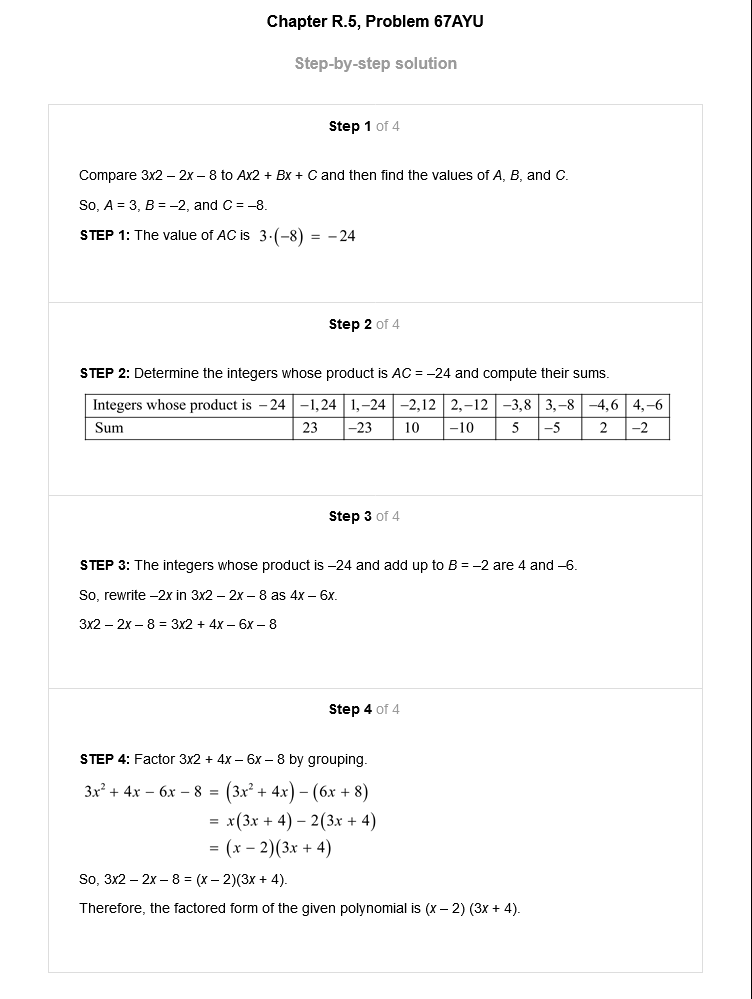 Chapter R.5, Problem 67AYU
Step-by-step solution
Step 1 of 4
Compare 3x2 – 2x – 8 to Ax2 + Bx + C and then find the values of A, B, and C.
So, A = 3, B = –2, and C = –8.
STEP 1: The value of AC is 3·(−8) = −24
Step 2 of 4
STEP 2: Determine the integers whose product is AC = –24 and compute their sums.
Integers whose product is −24 −1,24 1,−24 −2,12 2,−12 −3,8 3,−8 −4,6 4,−6
Sum 23 −23 10 −10 5 −5 2 −2
Step 3 of 4
STEP 3: The integers whose product is –24 and add up to B = –2 are 4 and –6.
So, rewrite –2x in 3x2 – 2x – 8 as 4x – 6x.
3x2 – 2x – 8 = 3x2 + 4x – 6x – 8
Step 4 of 4
STEP 4: Factor 3x2 + 4x – 6x – 8 by grouping.
3x² + 4x − 6x − 8 = (3x² + 4x) − (6x + 8)
= x(3x + 4) − 2(3x + 4)
= (x − 2)(3x + 4)
So, 3x2 – 2x – 8 = (x – 2)(3x + 4).
Therefore, the factored form of the given polynomial is (x – 2) (3x + 4).